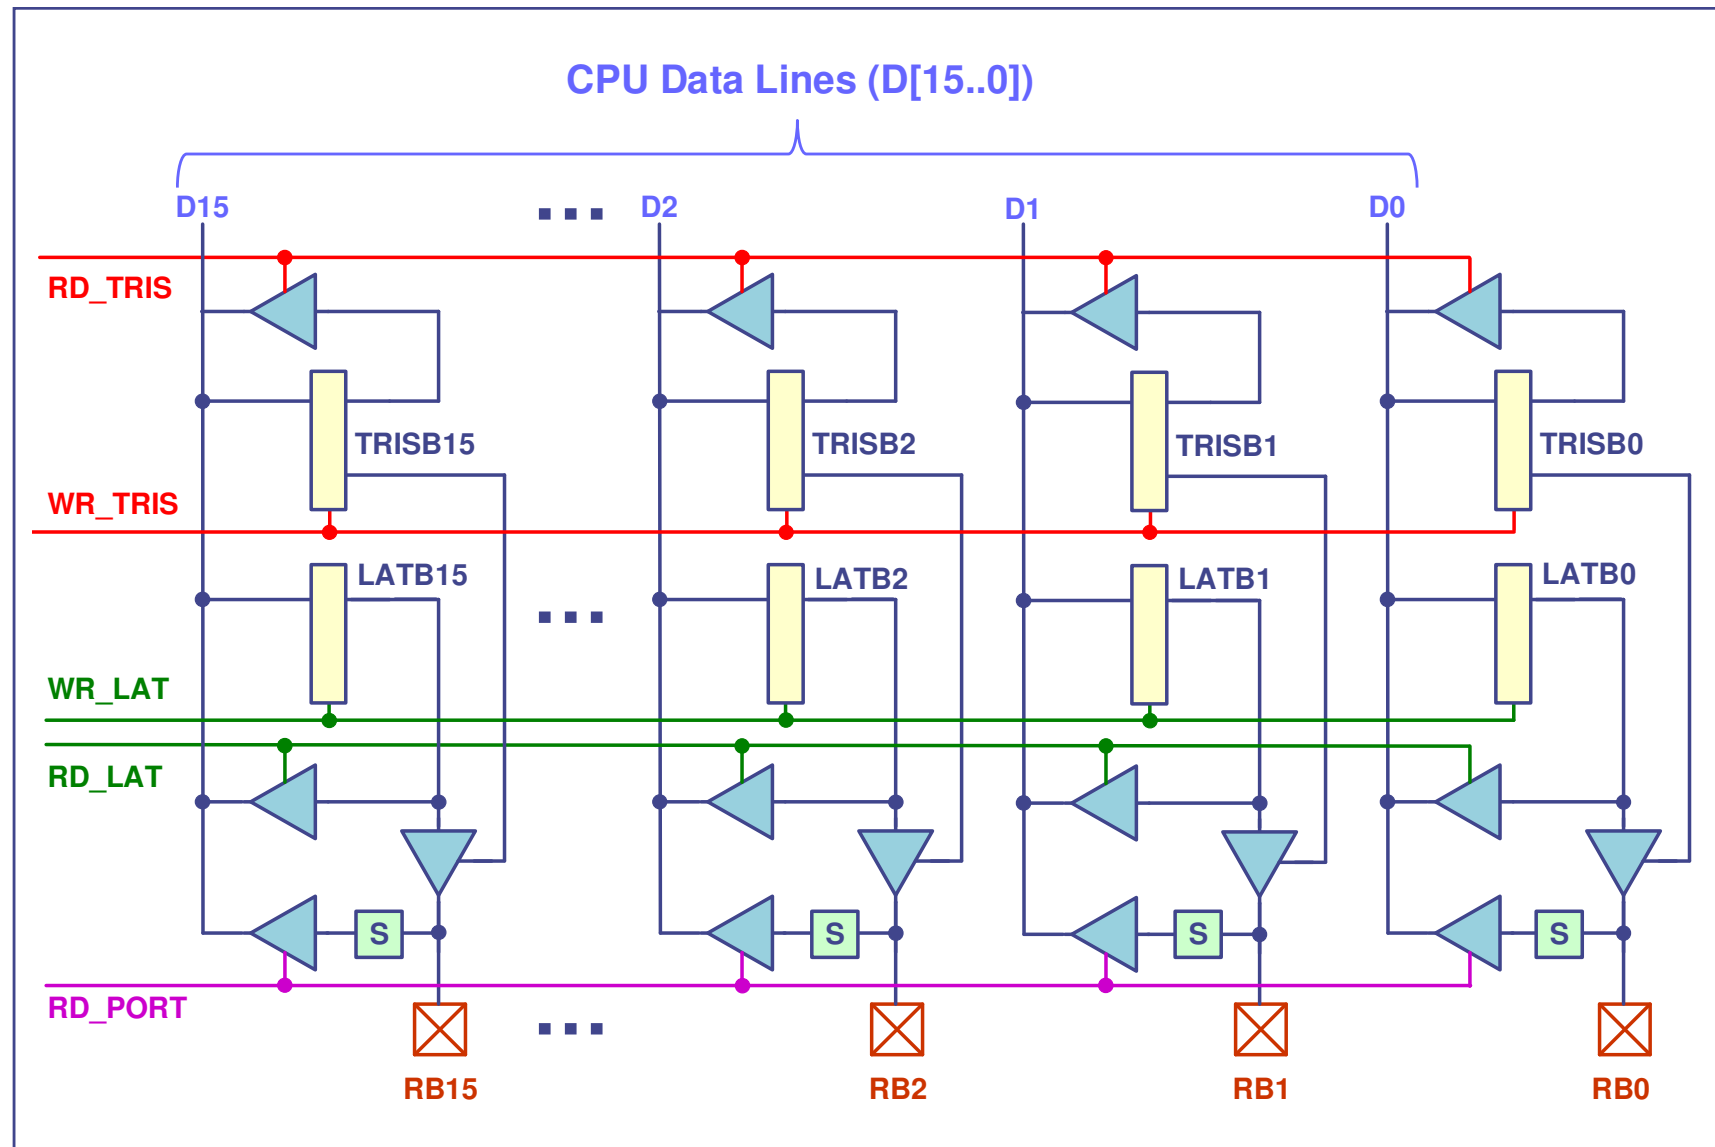 CPU Data Lines (D[15..0])
D15 ... D2 D1 D0
RD_TRIS
TRISB15 TRISB2 TRISB1 TRISB0
WR_TRIS
LATB15 LATB2 LATB1 LATB0
...
WR_LAT
RD_LAT
S S S S
RD_PORT
...
RB15 RB2 RB1 RB0